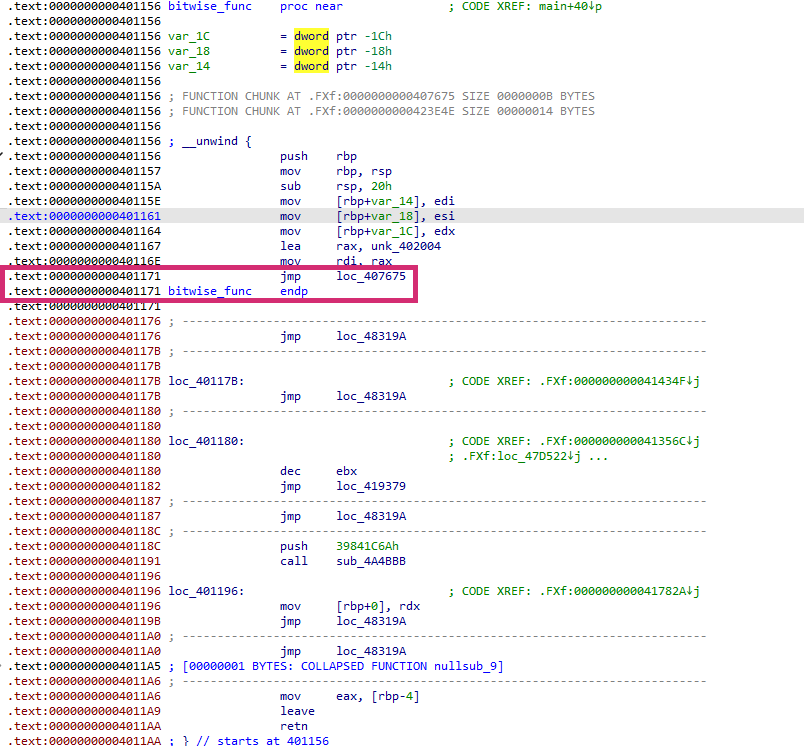 .text:0000000000401156 bitwise_func    proc near               ; CODE XREF: main+40↓p
.text:0000000000401156
.text:0000000000401156 var_1C          = dword ptr -1Ch
.text:0000000000401156 var_18          = dword ptr -18h
.text:0000000000401156 var_14          = dword ptr -14h
.text:0000000000401156
.text:0000000000401156 ; FUNCTION CHUNK AT .FXf:0000000000407675 SIZE 0000000B BYTES
.text:0000000000401156 ; FUNCTION CHUNK AT .FXf:0000000000423E4E SIZE 00000014 BYTES
.text:0000000000401156
.text:0000000000401156 ; __unwind {
.text:0000000000401156                 push    rbp
.text:0000000000401157                 mov     rbp, rsp
.text:000000000040115A                 sub     rsp, 20h
.text:000000000040115E                 mov     [rbp+var_14], edi
.text:0000000000401161                 mov     [rbp+var_18], esi
.text:0000000000401164                 mov     [rbp+var_1C], edx
.text:0000000000401167                 lea     rax, unk_402004
.text:000000000040116E                 mov     rdi, rax
.text:0000000000401171                 jmp     loc_407675
.text:0000000000401171 bitwise_func    endp
.text:0000000000401171
.text:0000000000401176 ; ---------------------------------------------------------------------------
.text:0000000000401176                 jmp     loc_48319A
.text:000000000040117B ; ---------------------------------------------------------------------------
.text:000000000040117B
.text:000000000040117B loc_40117B:                             ; CODE XREF: .FXf:000000000041434F↓j
.text:000000000040117B                 jmp     loc_48319A
.text:0000000000401180 ; ---------------------------------------------------------------------------
.text:0000000000401180
.text:0000000000401180 loc_401180:                             ; CODE XREF: .FXf:000000000041356C↓j
.text:0000000000401180                                         ; .FXf:loc_47D522↓j ...
.text:0000000000401180                 dec     ebx
.text:0000000000401182                 jmp     loc_419379
.text:0000000000401187 ; ---------------------------------------------------------------------------
.text:0000000000401187                 jmp     loc_48319A
.text:000000000040118C ; ---------------------------------------------------------------------------
.text:000000000040118C                 push    39841C6Ah
.text:0000000000401191                 call    sub_4A4BBB
.text:0000000000401196
.text:0000000000401196 loc_401196:                             ; CODE XREF: .FXf:000000000041782A↓j
.text:0000000000401196                 mov     [rbp+0], rdx
.text:000000000040119B                 jmp     loc_48319A
.text:00000000004011A0 ; ---------------------------------------------------------------------------
.text:00000000004011A0                 jmp     loc_48319A
.text:00000000004011A5 ; [00000001 BYTES: COLLAPSED FUNCTION nullsub_9]
.text:00000000004011A6 ; ---------------------------------------------------------------------------
.text:00000000004011A6                 mov     eax, [rbp-4]
.text:00000000004011A9                 leave
.text:00000000004011AA                 retn
.text:00000000004011AA ; } // starts at 401156